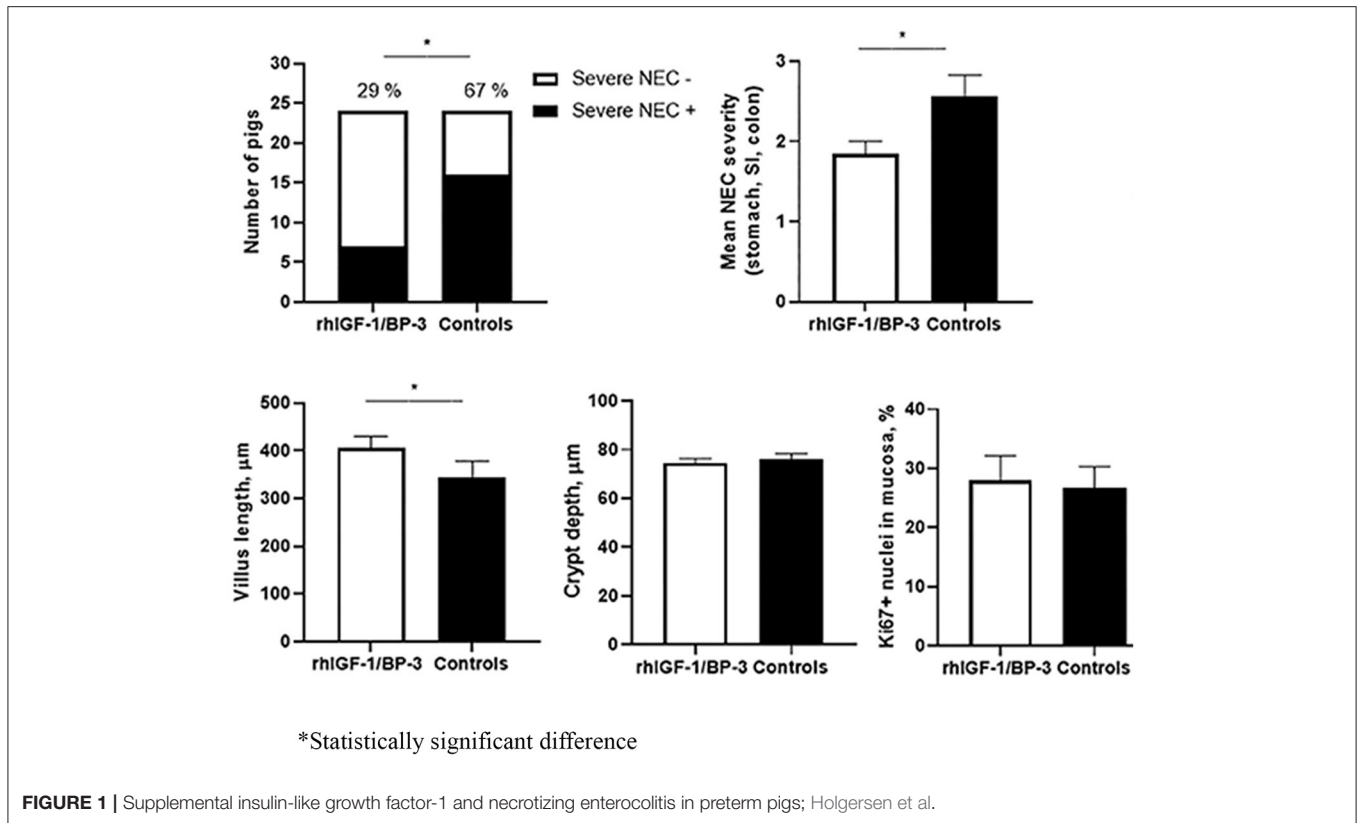 *
30
25
20
15
10
5
0
Number of pigs
29 %
67 %
rhIGF-1/BP-3
Controls
Severe NEC -
Severe NEC +
*
3
2
1
0
Mean NEC severity
(stomach, SI, colon)
rhIGF-1/BP-3
Controls
*
500
400
300
200
100
0
Villus length, μm
rhIGF-1/BP-3
Controls
100
80
60
40
20
0
Crypt depth, μm
rhIGF-1/BP-3 Controls
40
30
20
10
0
Ki67+ nuclei in mucosa, %
rhIGF-1/BP-3
Controls
*Statistically significant difference
FIGURE 1 | Supplemental insulin-like growth factor-1 and necrotizing enterocolitis in preterm pigs; Holgersen et al.